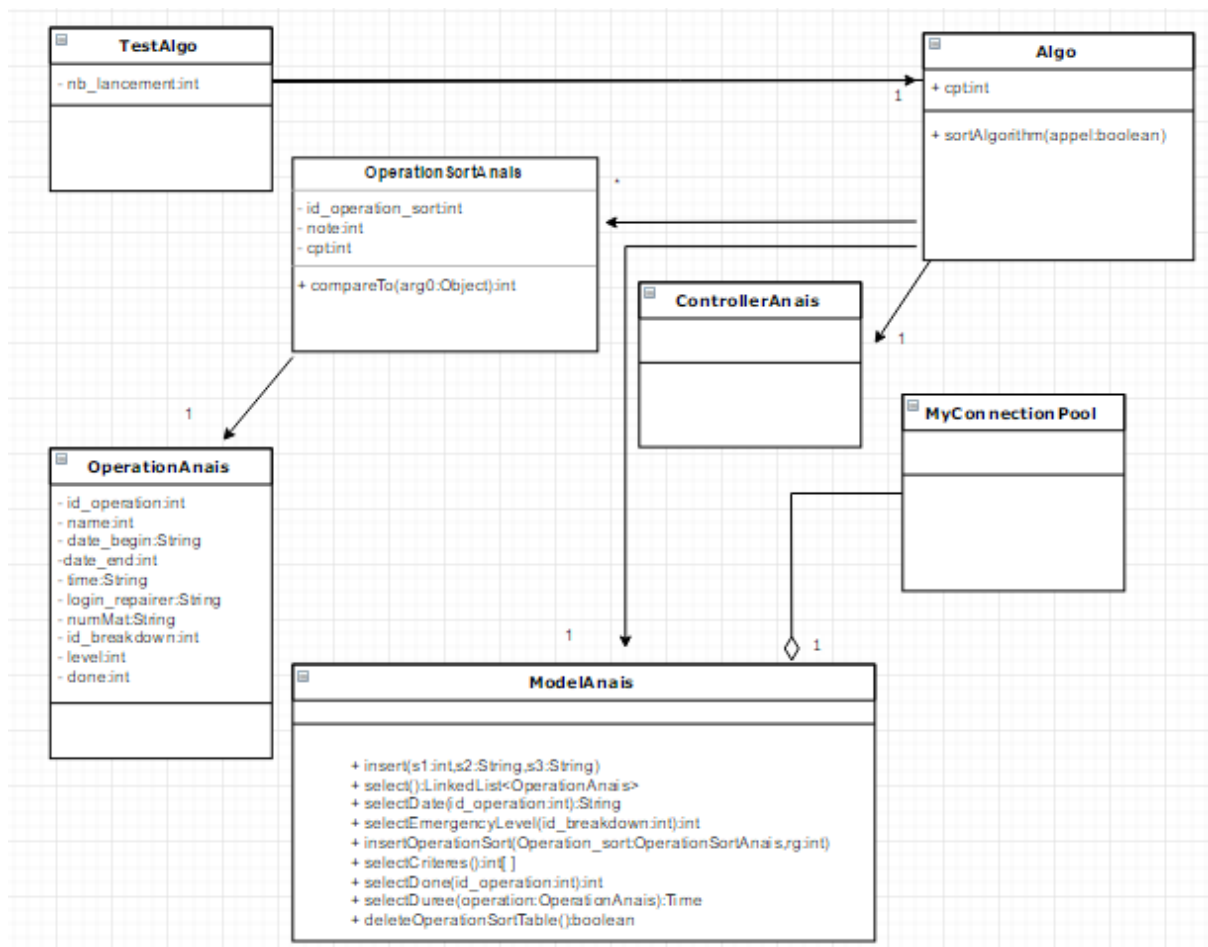 TestAlgo
- nb_lancement:int
Algo
+ cpt:int
+ sortAlgorithm(appel:boolean)
1
OperationSortAnais
- id_operation_sort:int
- note:int
- cpt:int
+ compareTo(arg0:Object):int
*
ControllerAnais
1
MyConnectionPool
1
OperationAnais
- id_operation:int
- name:int
- date_begin:String
-date_end:int
- time:String
- login_repairer:String
- numMat:String
- id_breakdown:int
- level:int
- done:int
1
1
ModelAnais
+ insert(s1:int,s2:String,s3:String)
+ select():LinkedList<OperationAnais>
+ selectDate(id_operation:int):String
+ selectEmergencyLevel(id_breakdown:int):int
+ insertOperationSort(Operation_sort:OperationSortAnais,rg:int)
+ selectCriteres():int[ ]
+ selectDone(id_operation:int):int
+ selectDuree(operation:OperationAnais):Time
+ deleteOperationSortTable():boolean